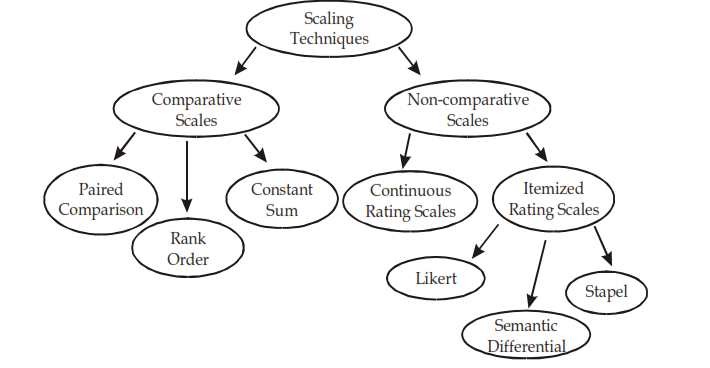 Scaling
Techniques
Comparative
Scales
Non-comparative
Scales
Paired
Comparison
Rank
Order
Constant
Sum
Continuous
Rating Scales
Itemized
Rating Scales
Likert
Semantic
Differential
Stapel